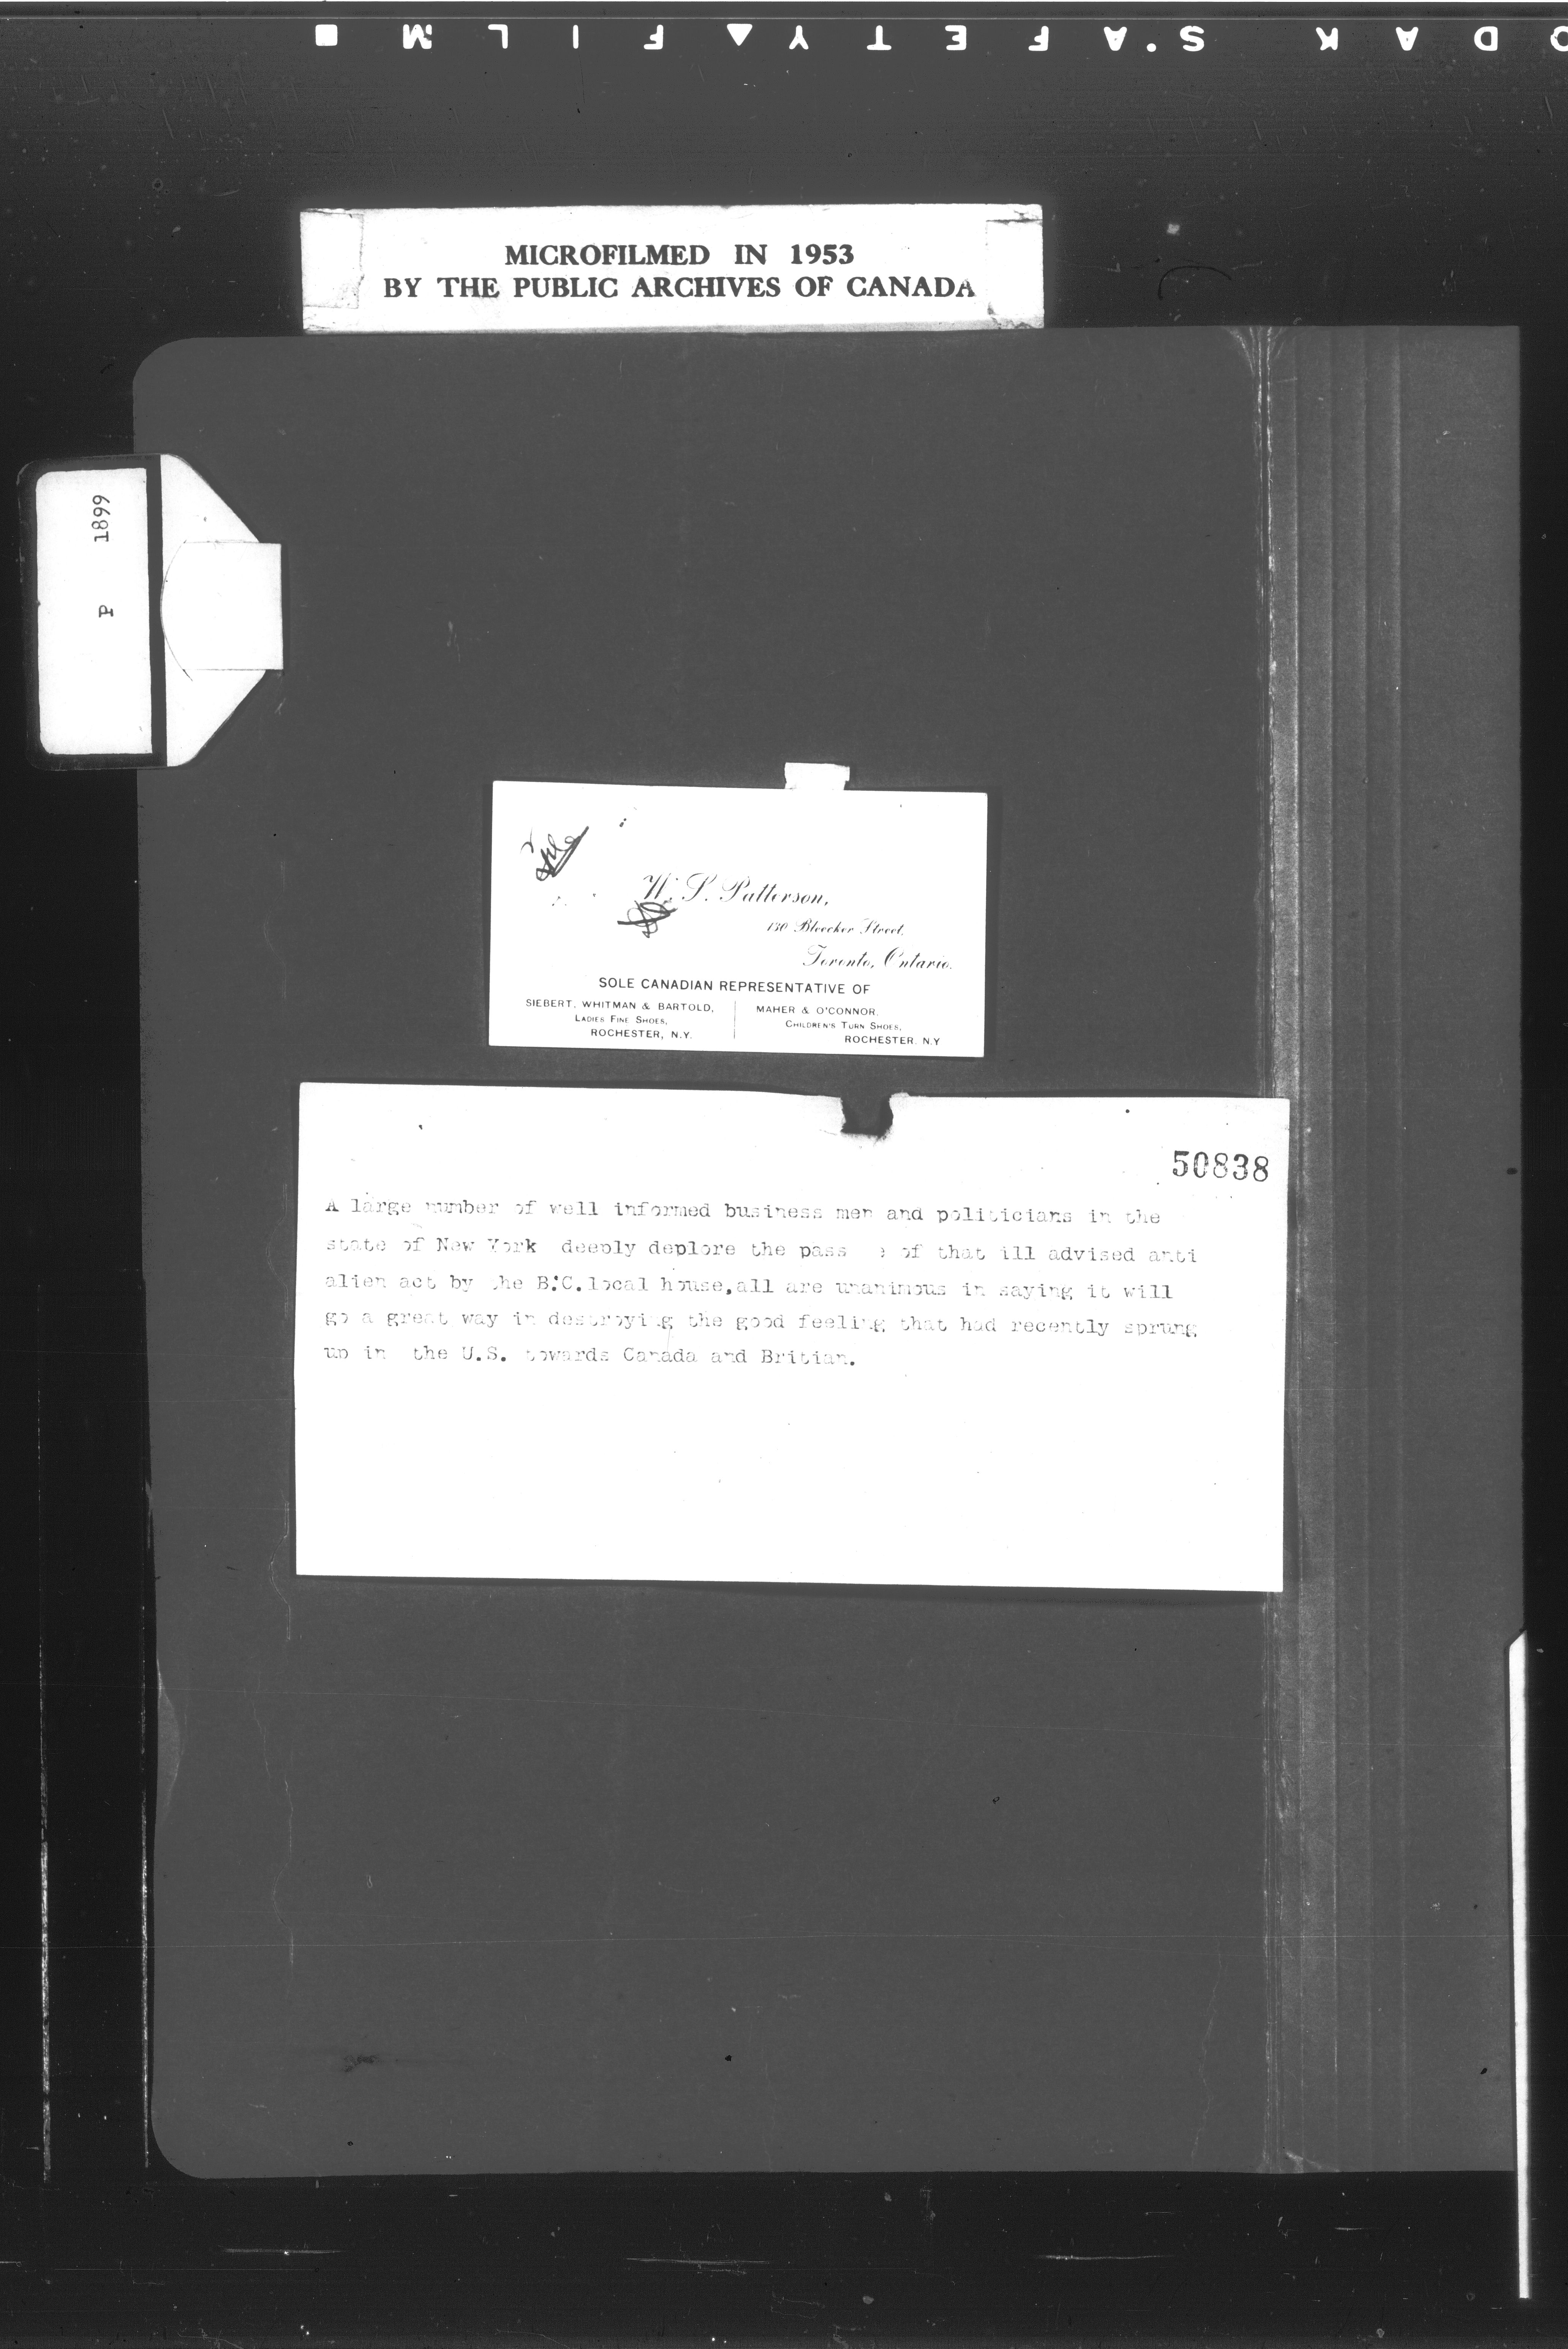 KODAK S'AFETY▲FILM■
MICROFILMED IN 1953
BY THE PUBLIC ARCHIVES OF CANADA
P 1899
W. S. Patterson,
130 Bleecker Street,
Toronto, Ontario.
SOLE CANADIAN REPRESENTATIVE OF
SIEBERT, WHITMAN & BARTOLD,
LADIES FINE SHOES,
ROCHESTER, N.Y.
MAHER & O'CONNOR,
CHILDREN'S TURN SHOES,
ROCHESTER. N.Y
50838
A large number of well informed business men and politicians in the
state of New York deeply deplore the pass e of that ill advised anti
alien act by the B.C.local house,all are unanimous in saying it will
go a great way in destroying the good feeling that had recently sprung
up in the U.S. towards Canada and Britian.